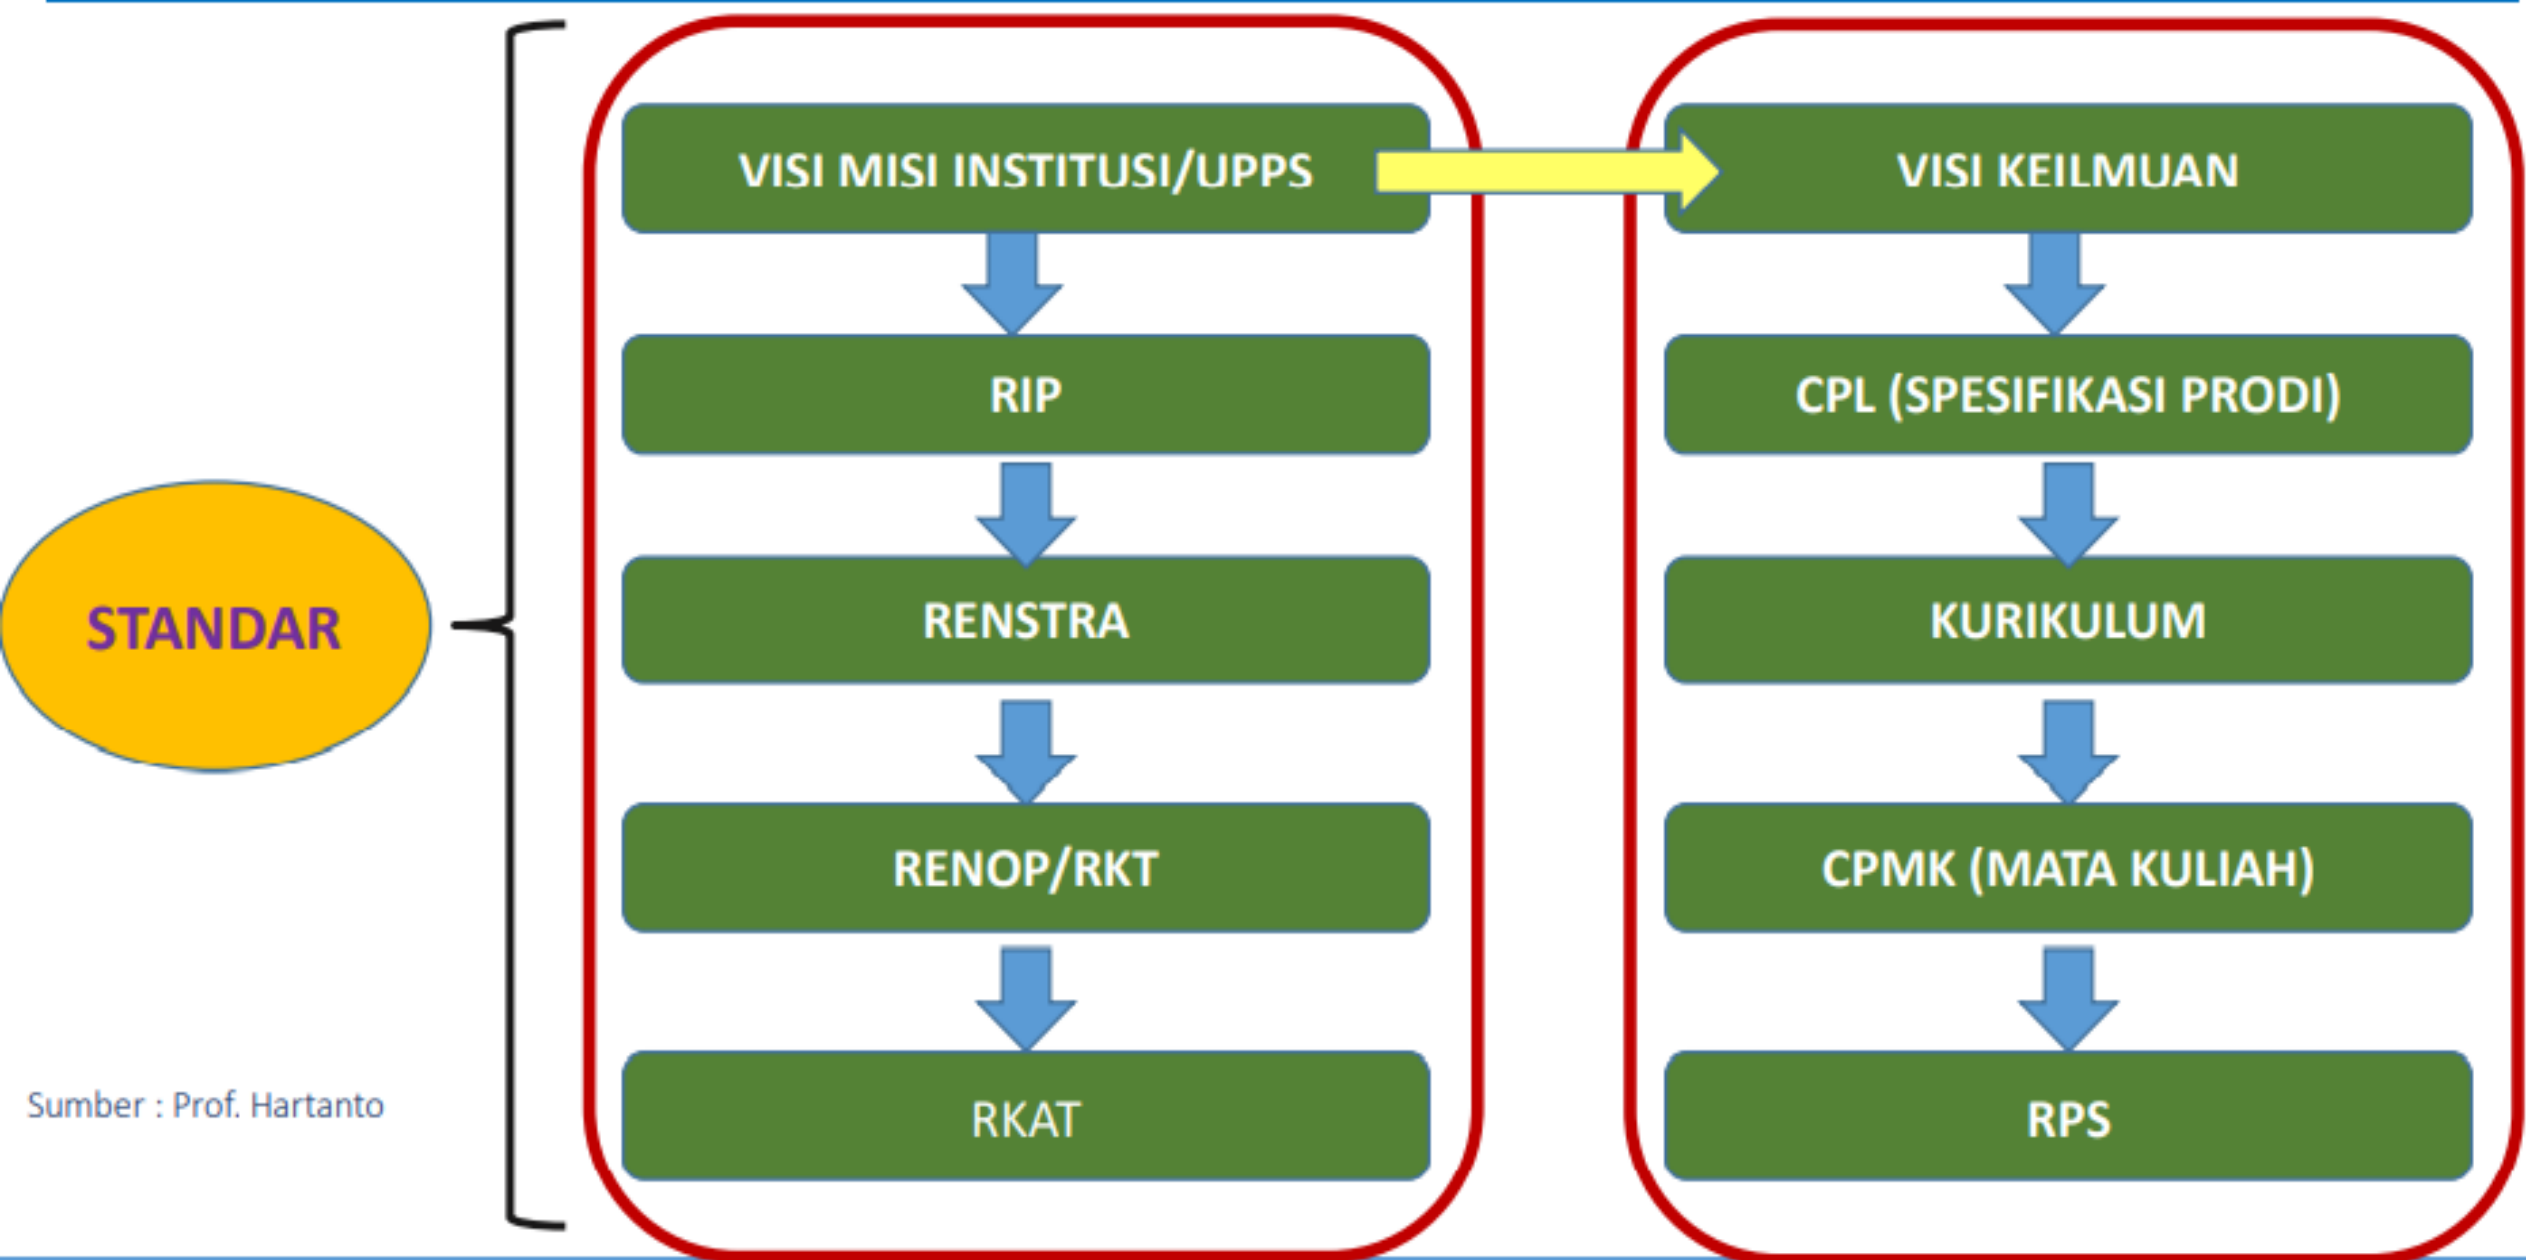 VISI MISI INSTITUSI/UPPS
RIP
RENSTRA
RENOP/RKT
RKAT
VISI KEILMUAN
CPL (SPESIFIKASI PRODI)
KURIKULUM
CPMK (MATA KULIAH)
RPS
STANDAR
Sumber : Prof. Hartanto